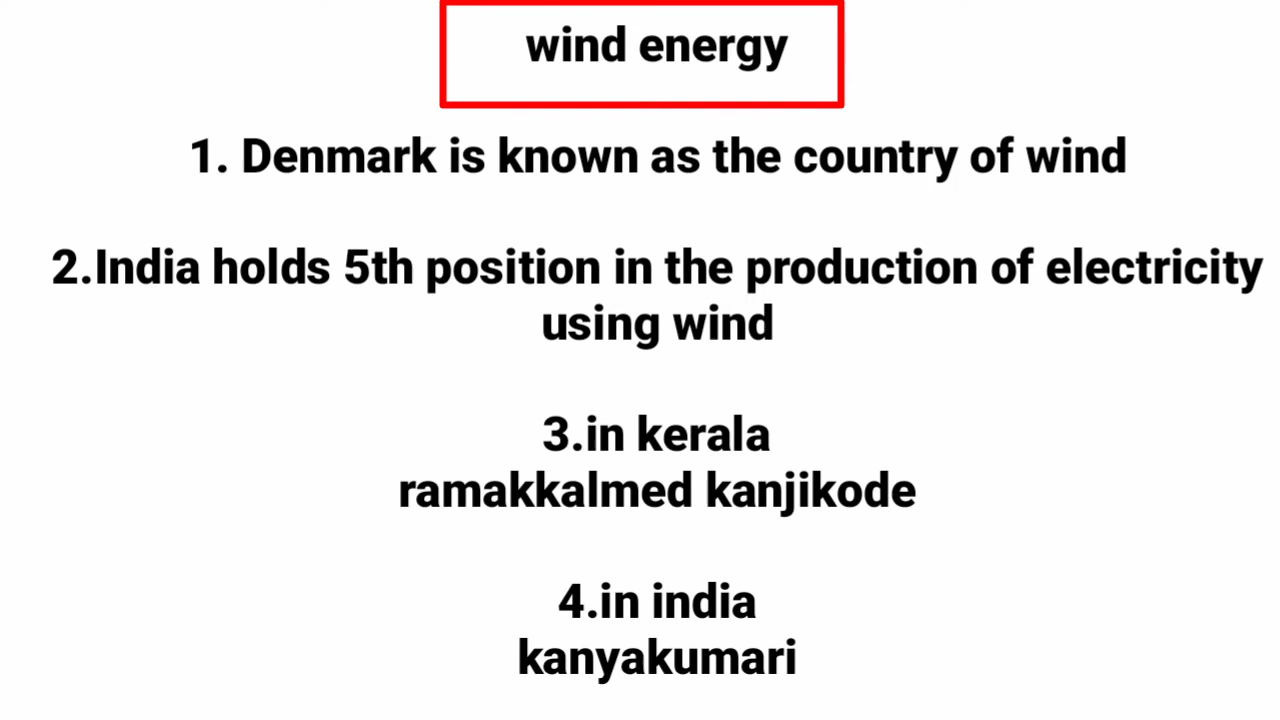 wind energy
1. Denmark is known as the country of wind
2.India holds 5th position in the production of electricity
using wind
3.in kerala
ramakkalmed kanjikode
4.in india
kanyakumari